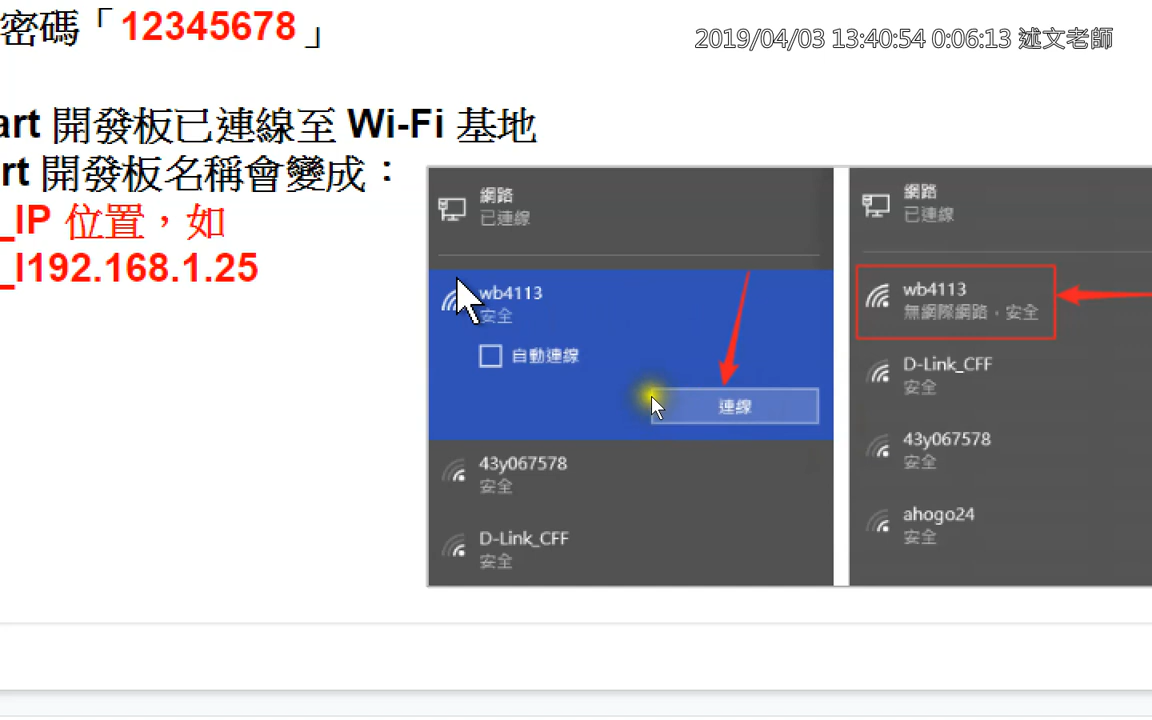 密碼「12345678」
2019/04/03 13:40:54 0:06:13 述文老師
art 開發板已連線至 Wi-Fi 基地
rt 開發板名稱會變成：
_IP 位置，如
_I192.168.1.25
網路
已連線
wb4113
安全
自動連線
連線
43y067578
安全
D-Link_CFF
安全
網路
已連線
wb4113
無網際網路，安全
D-Link_CFF
安全
43y067578
安全
ahogo24
安全